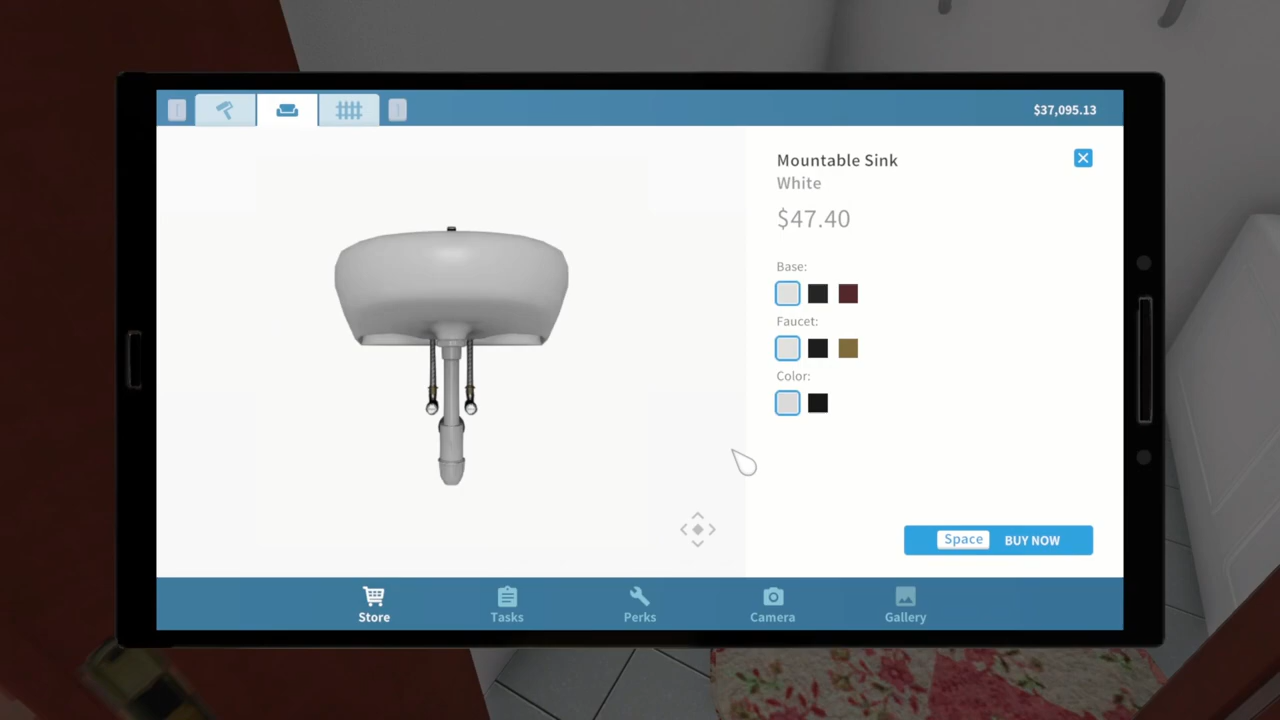 $37,095.13
Mountable Sink
White
$47.40
Base:
Faucet:
Color:
Space BUY NOW
Store Tasks Perks Camera Gallery